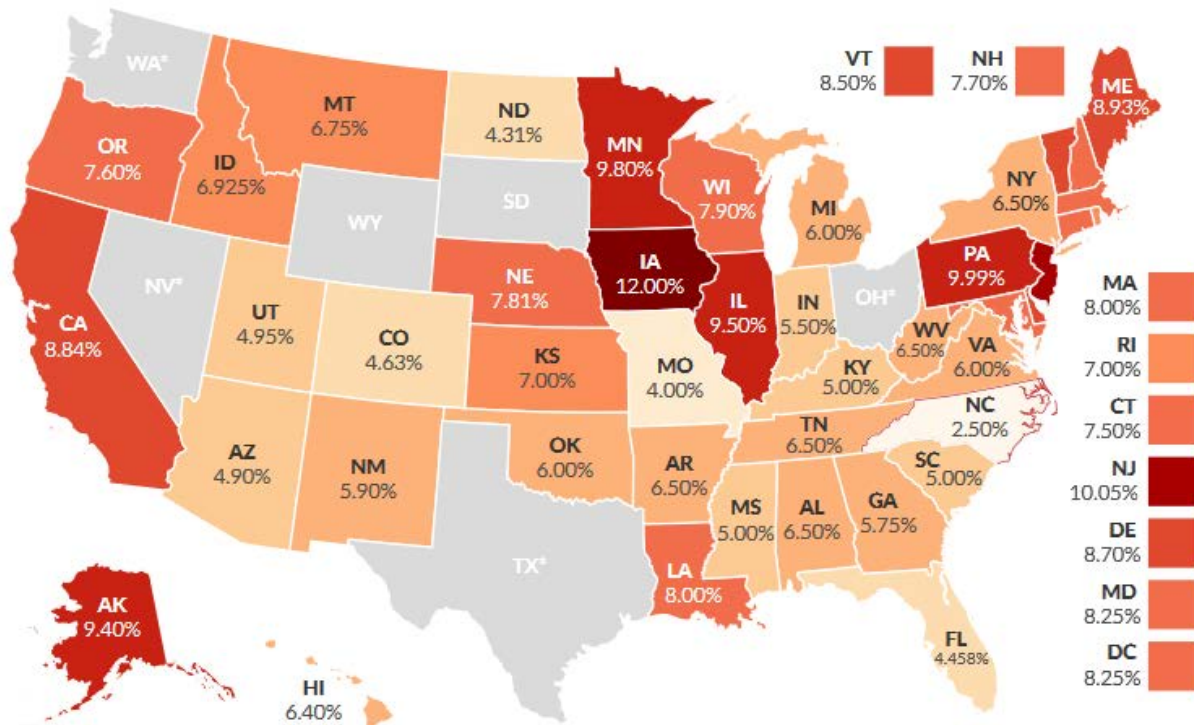 WA*
VT
8.50%
NH
7.70%
ME
8.93%
MT
6.75%
ND
4.31%
MN
9.80%
OR
7.60%
ID
6.925%
WI
7.90%
NY
6.50%
SD
WY
MI
6.00%
IA
12.00%
PA
9.99%
NE
7.81%
NV*
MA
8.00%
IL
9.50%
IN
5.50%
OH*
UT
4.95%
CA
8.84%
CO
4.63%
WV
6.50%
VA
6.00%
RI
7.00%
KS
7.00%
MO
4.00%
KY
5.00%
NC
2.50%
CT
7.50%
TN
6.50%
AZ
4.90%
NM
5.90%
OK
6.00%
AR
6.50%
SC
5.00%
NJ
10.05%
MS
5.00%
AL
6.50%
GA
5.75%
DE
8.70%
TX*
LA
8.00%
MD
8.25%
AK
9.40%
FL
4.458%
DC
8.25%
HI
6.40%